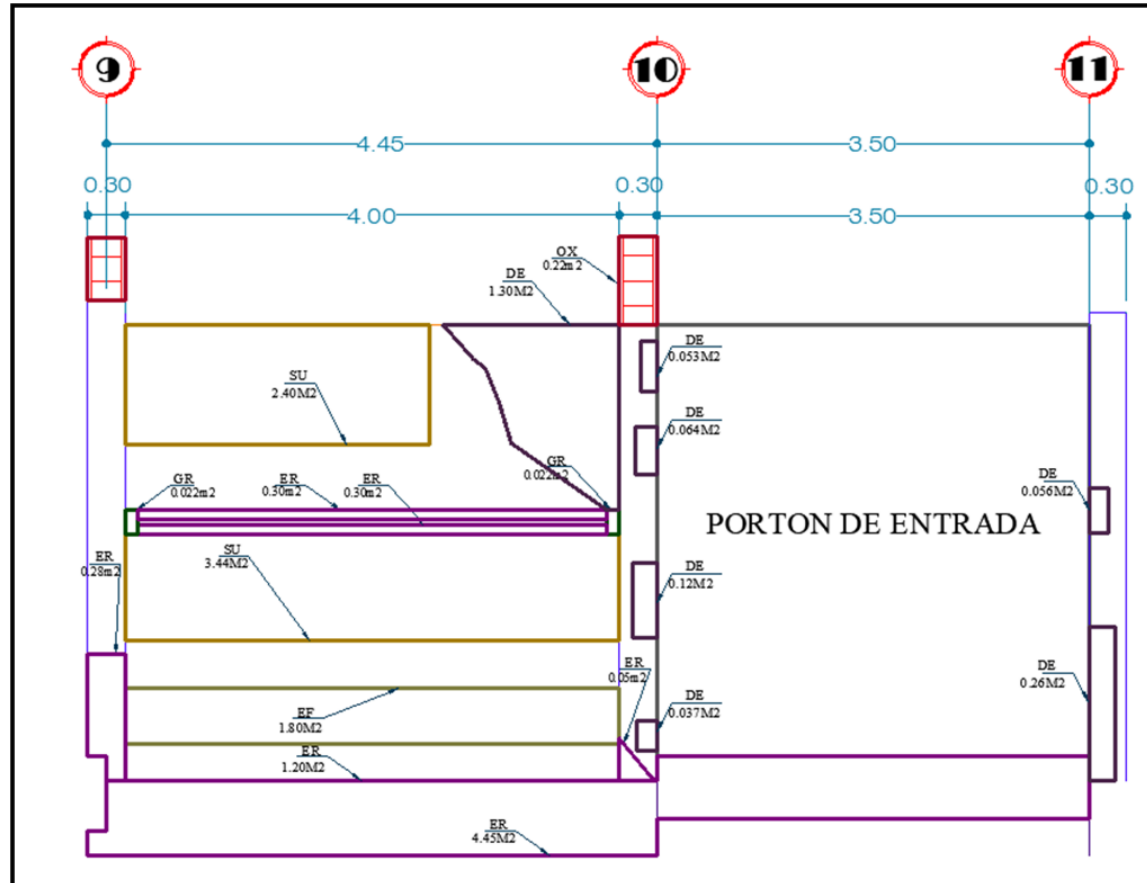 9 10 11
4.45 3.50
0.30 0.30 0.30
4.00 3.50
OX
0.22m2
DE
1.30M2
DE
0.053M2
SU
2.40M2
DE
0.064M2
GR
0.022m2
ER
0.30m2
ER
0.30m2
GR
0.022m2
DE
0.056M2
PORTON DE ENTRADA
ER
0.28m2
SU
3.44M2
DE
0.12M2
ER
0.05m2
DE
0.26M2
DE
0.037M2
EF
1.80M2
ER
1.20M2
ER
4.45M2